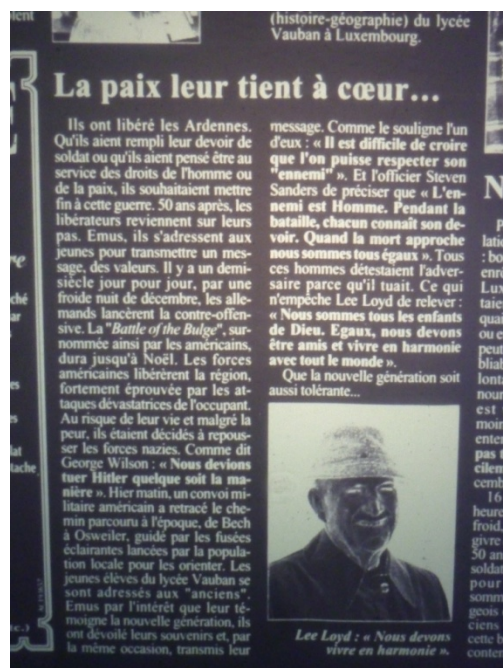 (histoire-géographie) du lycée
Vauban à Luxembourg.
La paix leur tient à cœur...
Ils ont libéré les Ardennes.
Qu'ils aient rempli leur devoir de
soldat ou qu'ils aient pensé être au
service des droits de l'homme ou
de la paix, ils souhaitaient mettre
fin à cette guerre. 50 ans après, les
libérateurs reviennent sur leurs
pas. Emus, ils s'adressent aux
jeunes pour transmettre un mes-
sage, des valeurs. Il y a un demi-
siècle jour pour jour, par une
froide nuit de décembre, les alle-
mands lancèrent la contre-offen-
sive. La "Battle of the Bulge", sur-
nommée ainsi par les américains,
dura jusqu'à Noël. Les forces
américaines libérèrent la région,
fortement éprouvée par les at-
taques dévastatrices de l'occupant.
Au risque de leur vie et malgré la
peur, ils étaient décidés à repous-
ser les forces nazies. Comme dit
George Wilson : « Nous devions
tuer Hitler quelque soit la ma-
nière ». Hier matin, un convoi mi-
litaire américain a retracé le che-
min parcouru à l'époque, de Bech
à Osweiler, guidé par les fusées
éclairantes lancées par la popula-
tion locale pour les orienter. Les
jeunes élèves du lycée Vauban se
sont adressés aux "anciens".
Emus par l'intérêt que leur té-
moigne la nouvelle génération, ils
ont dévoilé leurs souvenirs et, par
la même occasion, transmis leur
message. Comme le souligne l'un
d'eux : « Il est difficile de croire
que l'on puisse respecter son
"ennemi" ». Et l'officier Steven
Sanders de préciser que « L'en-
nemi est Homme. Pendant la
bataille, chacun connaît son de-
voir. Quand la mort approche
nous sommes tous égaux ». Tous
ces hommes détestaient l'adver-
saire parce qu'il tuait. Ce qui
n'empêche Lee Loyd de relever :
« Nous sommes tous les enfants
de Dieu. Egaux, nous devons
être amis et vivre en harmonie
avec tout le monde ».
Que la nouvelle génération soit
aussi tolérante...
Lee Loyd : « Nous devons
vivre en harmonie ».